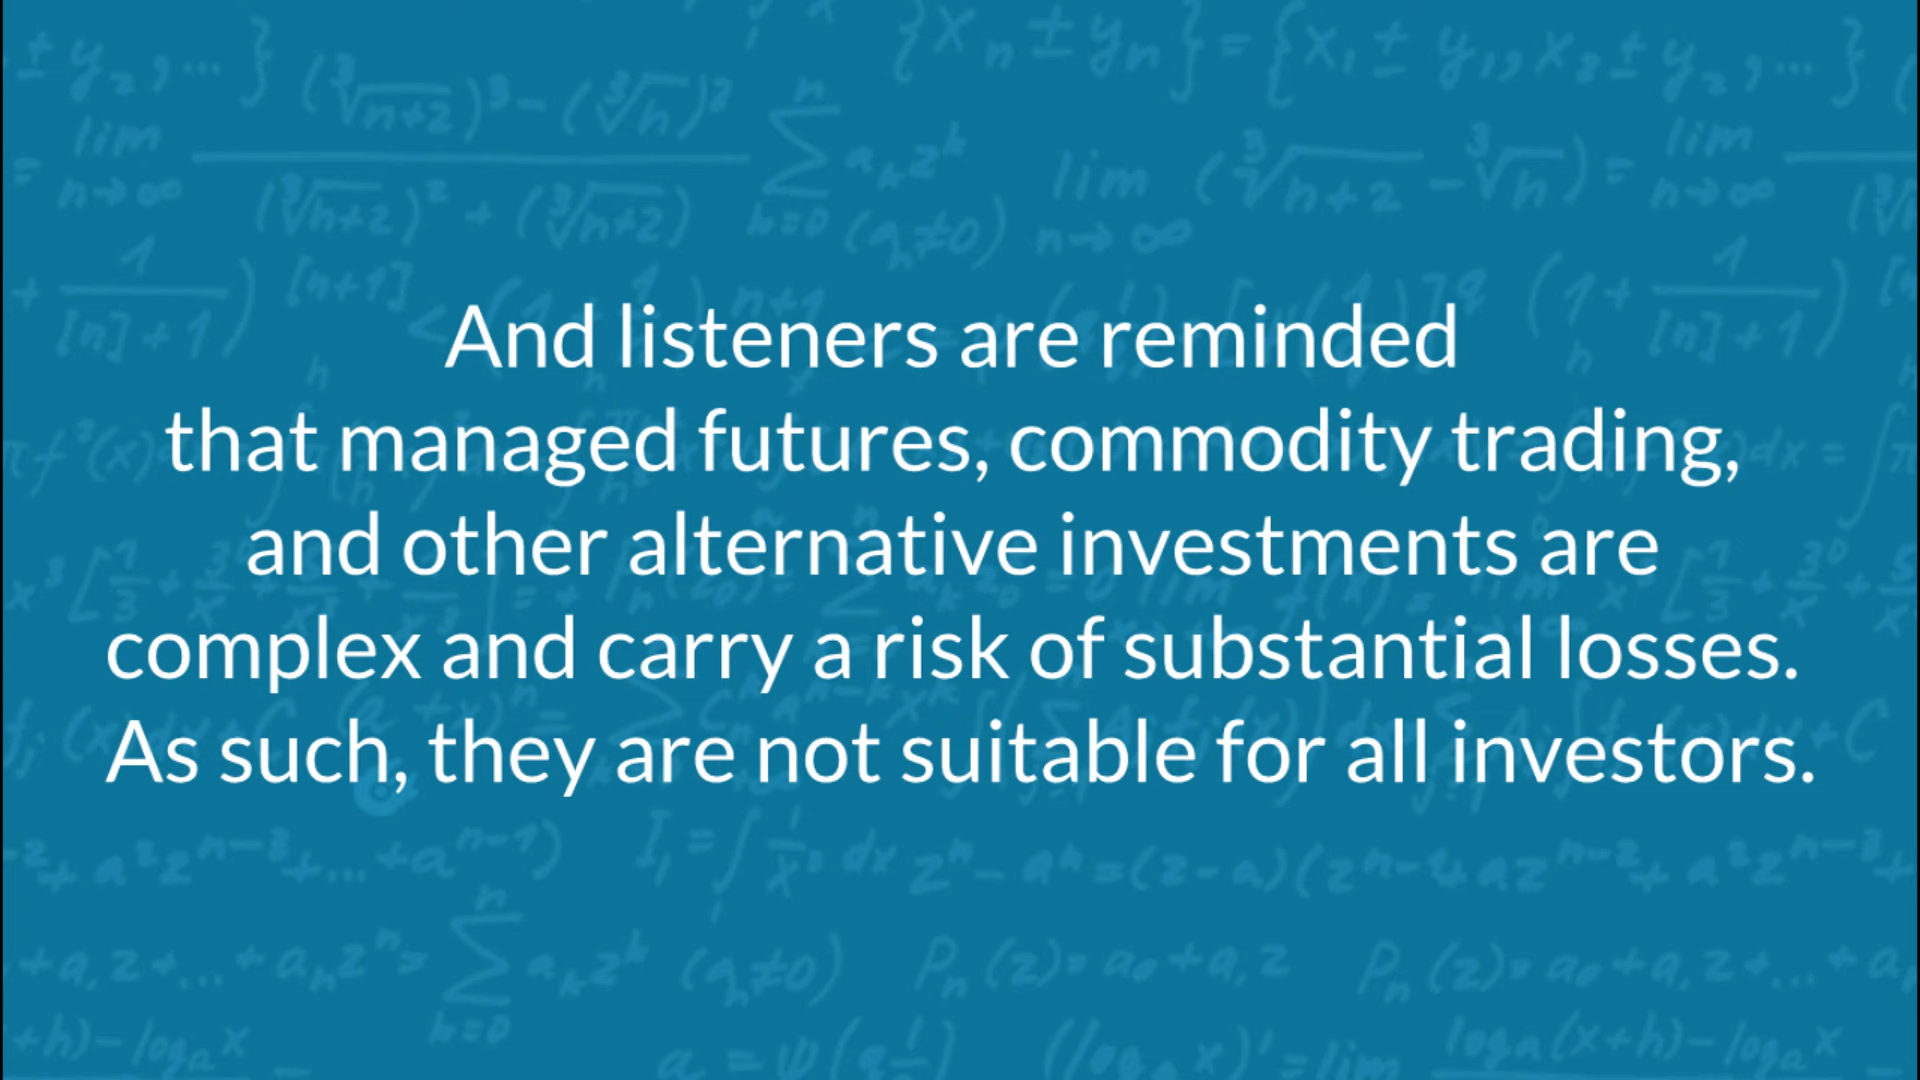 And listeners are reminded
that managed futures, commodity trading,
and other alternative investments are
complex and carry a risk of substantial losses.
As such, they are not suitable for all investors.